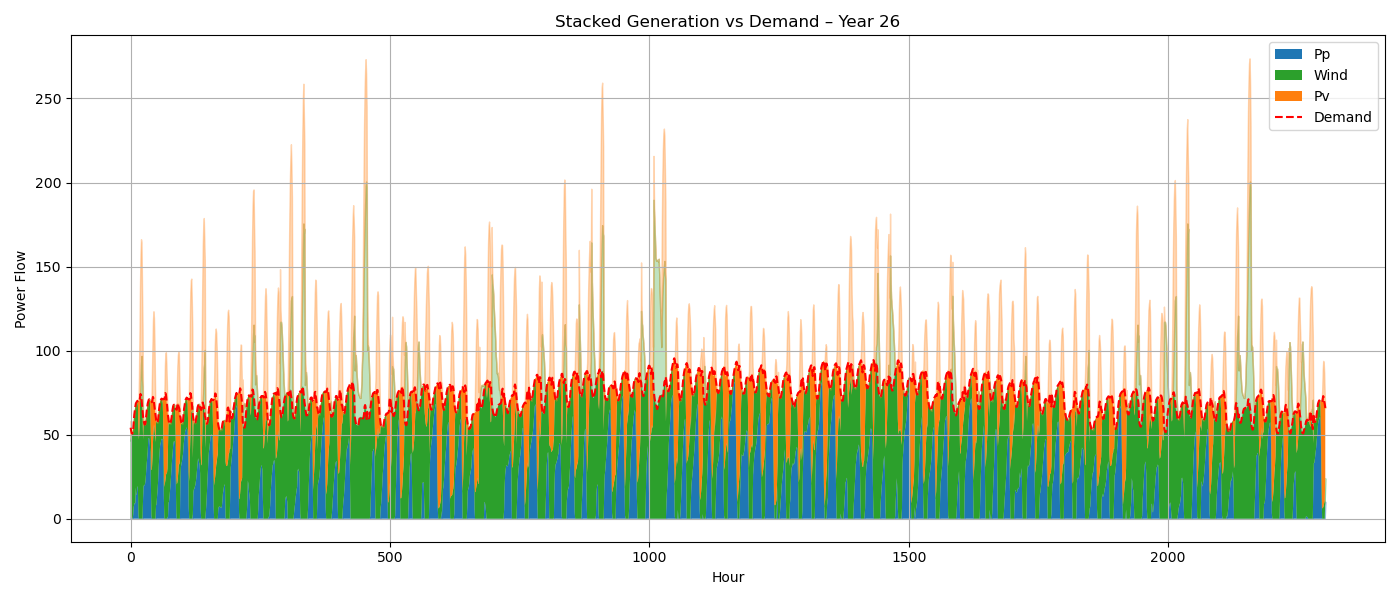 Stacked Generation vs Demand – Year 26
Pp
Wind
Pv
Demand
Power Flow
250
200
150
100
50
0
0 500 1000 1500 2000
Hour